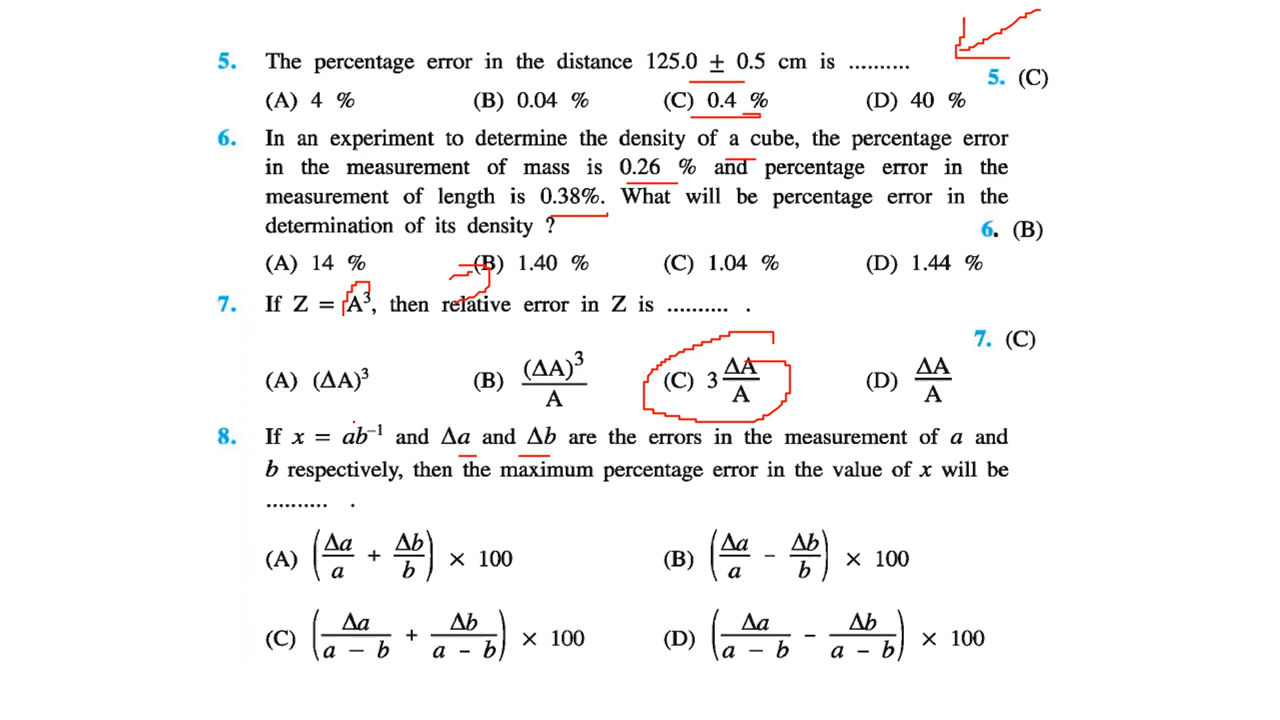 5. The percentage error in the distance 125.0 ± 0.5 cm is ..........
5. (C)
(A) 4 % (B) 0.04 % (C) 0.4 % (D) 40 %
6. In an experiment to determine the density of a cube, the percentage error
in the measurement of mass is 0.26 % and percentage error in the
measurement of length is 0.38%. What will be percentage error in the
determination of its density ?
6. (B)
(A) 14 % (B) 1.40 % (C) 1.04 % (D) 1.44 %
7. If Z = A³, then relative error in Z is .......... .
7. (C)
(A) (ΔA)³ (B) (ΔA)³/A (C) 3 ΔA/A (D) ΔA/A
8. If x = ab⁻¹ and Δa and Δb are the errors in the measurement of a and
b respectively, then the maximum percentage error in the value of x will be
.......... .
(A) (Δa/a + Δb/b) × 100 (B) (Δa/a - Δb/b) × 100
(C) (Δa/(a − b) + Δb/(a - b)) × 100 (D) (Δa/(a − b) - Δb/(a - b)) × 100